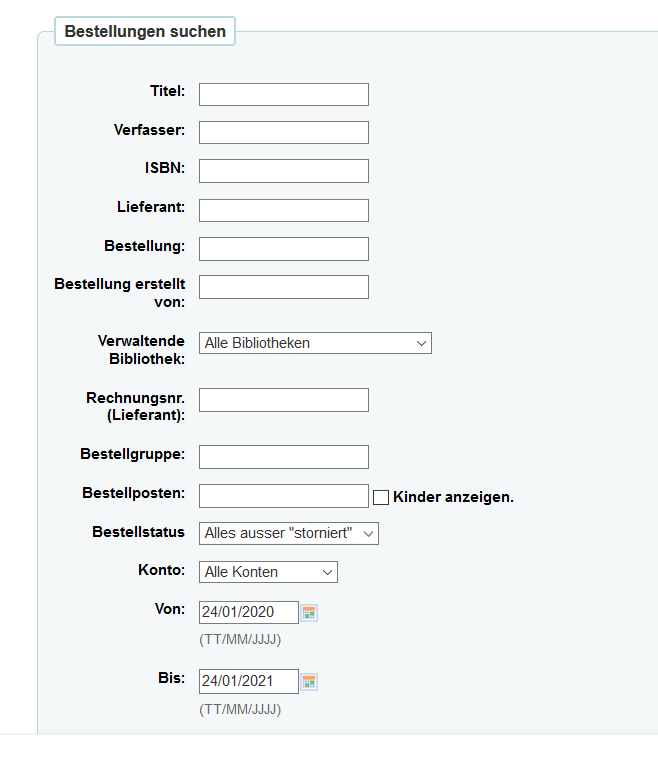 Bestellungen suchen
Titel:
Verfasser:
ISBN:
Lieferant:
Bestellung:
Bestellung erstellt
von:
Verwaltende
Bibliothek:
Alle Bibliotheken
Rechnungsnr.
(Lieferant):
Bestellgruppe:
Bestellposten: Kinder anzeigen.
Bestellstatus Alles ausser "storniert"
Konto: Alle Konten
Von: 24/01/2020
(TT/MM/JJJJ)
Bis: 24/01/2021
(TT/MM/JJJJ)